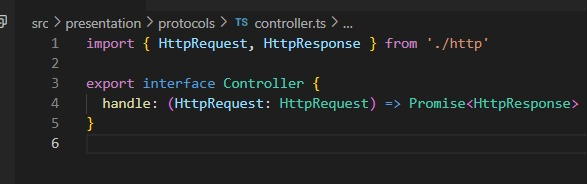 src > presentation > protocols > TS controller.ts > ...
1 import { HttpRequest, HttpResponse } from './http'
2
3 export interface Controller {
4 handle: (HttpRequest: HttpRequest) => Promise<HttpResponse>
5 }
6